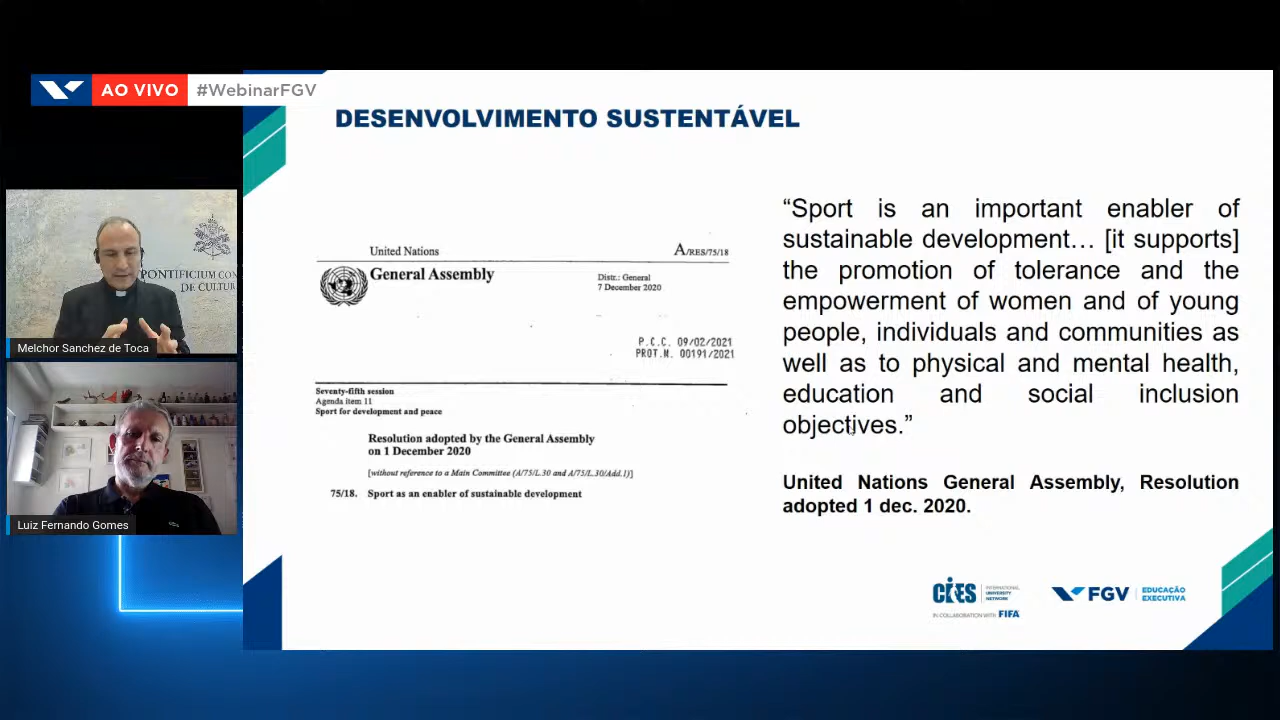 AO VIVO
#WebinarFGV
DESENVOLVIMENTO SUSTENTÁVEL
PONTIFICIUM CON
DE CULTUR
Melchor Sanchez de Toca
Luiz Fernando Gomes
United Nations
A/RES/75/18
General Assembly
Distr.: General
7 December 2020
P.C.C. 09/02/2021
PROT.N. 00191/2021
Seventy-fifth session
Agenda item 11
Sport for development and peace
Resolution adopted by the General Assembly
on 1 December 2020
[without reference to a Main Committee (A/75/L.30 and A/75/L.30/Add.1)]
75/18. Sport as an enabler of sustainable development
“Sport is an important enabler of
sustainable development… [it supports]
the promotion of tolerance and the
empowerment of women and of young
people, individuals and communities as
well as to physical and mental health,
education and social inclusion
objectives.”
United Nations General Assembly, Resolution
adopted 1 dec. 2020.
CIES
INTERNATIONAL
UNIVERSITY
NETWORK
IN COLLABORATION WITH FIFA
FGV
EDUCAÇÃO
EXECUTIVA